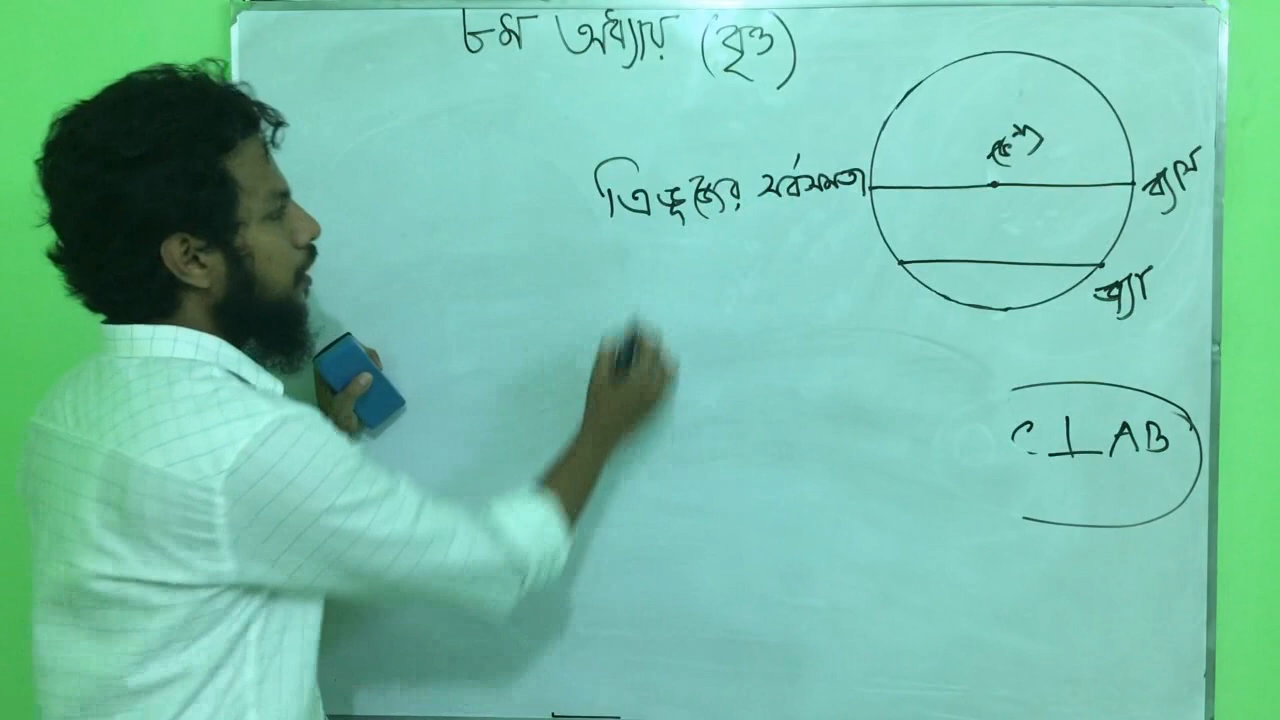 ৮ম অধ্যায় (বৃত্ত)
ত্রিভূজের সর্বসমতা
ব্যাস
জ্যা
⊥ AB